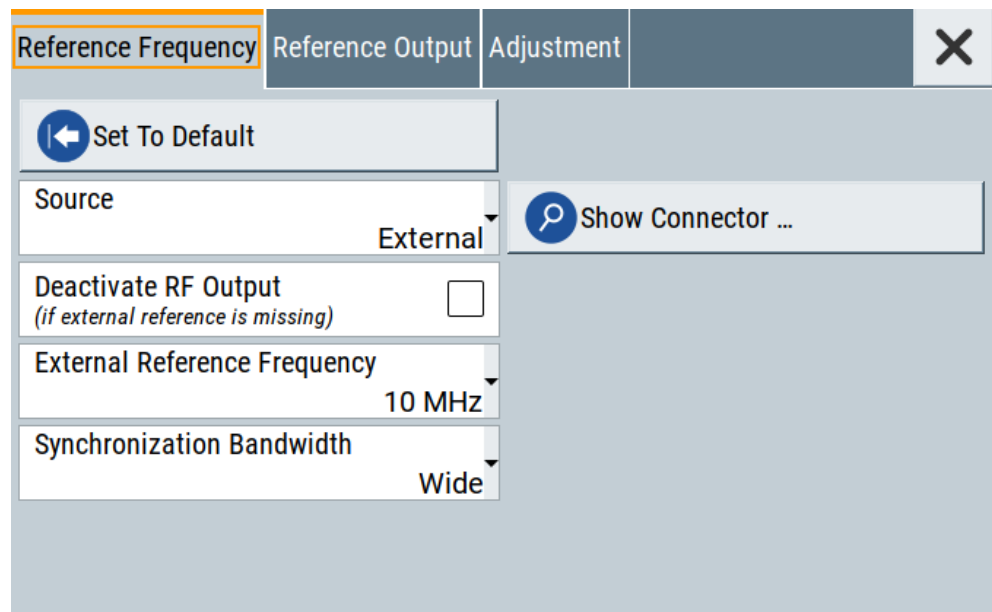 Reference Frequency
Reference Output
Adjustment
Set To Default
Source
External
Show Connector ...
Deactivate RF Output
(if external reference is missing)
External Reference Frequency
10 MHz
Synchronization Bandwidth
Wide